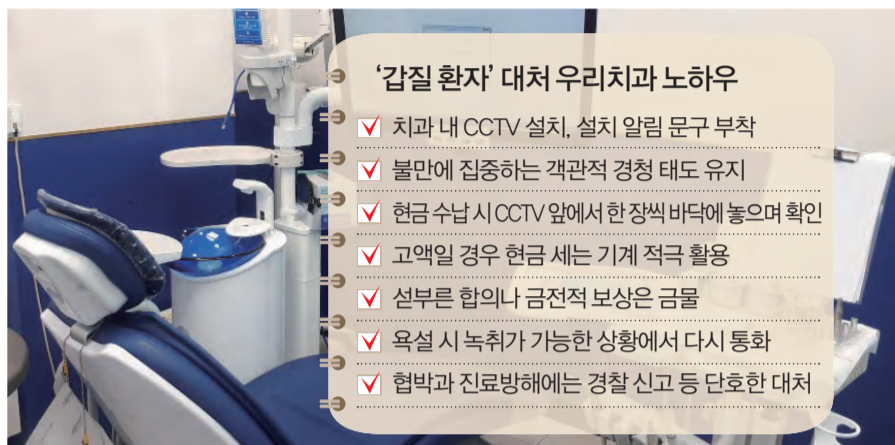 ‘갑질 환자’ 대처 우리치과 노하우
치과 내 CCTV 설치, 설치 알림 문구 부착
불만에 집중하는 객관적 경청 태도 유지
현금 수납 시 CCTV 앞에서 한 장씩 바닥에 놓으며 확인
고액일 경우 현금 세는 기계 적극 활용
섣부른 합의나 금전적 보상은 금물
욕설 시 녹취가 가능한 상황에서 다시 통화
협박과 진료방해에는 경찰 신고 등 단호한 대처